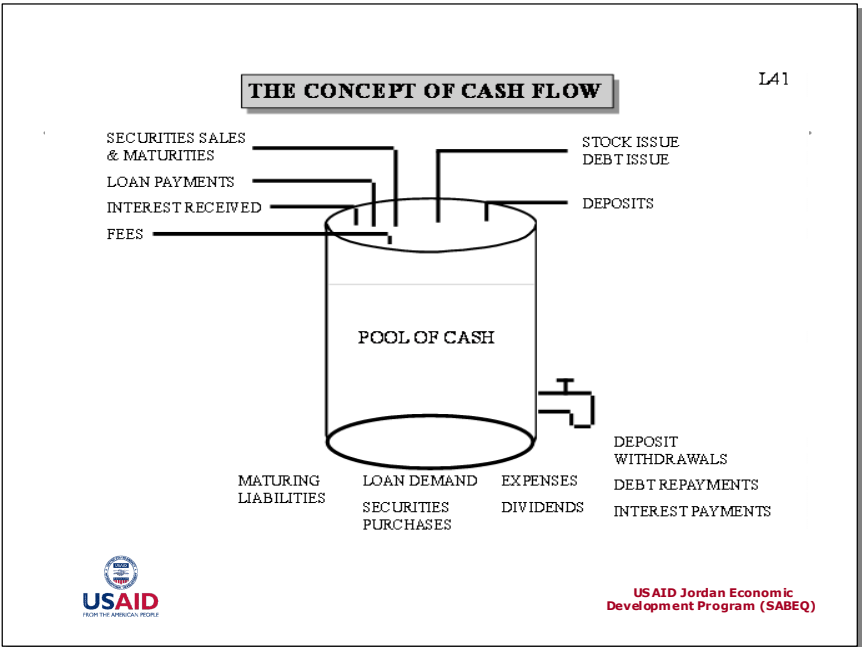 L41
THE CONCEPT OF CASH FLOW
SECURITIES SALES
& MATURITIES
LOAN PAYMENTS
INTEREST RECEIVED
FEES
STOCK ISSUE
DEBT ISSUE
DEPOSITS
POOL OF CASH
MATURING
LIABILITIES
LOAN DEMAND
SECURITIES
PURCHASES
EXPENSES
DIVIDENDS
DEPOSIT
WITHDRAWALS
DEBT REPAYMENTS
INTEREST PAYMENTS
USAID
FROM THE AMERICAN PEOPLE
USAID Jordan Economic
Development Program (SABEQ)